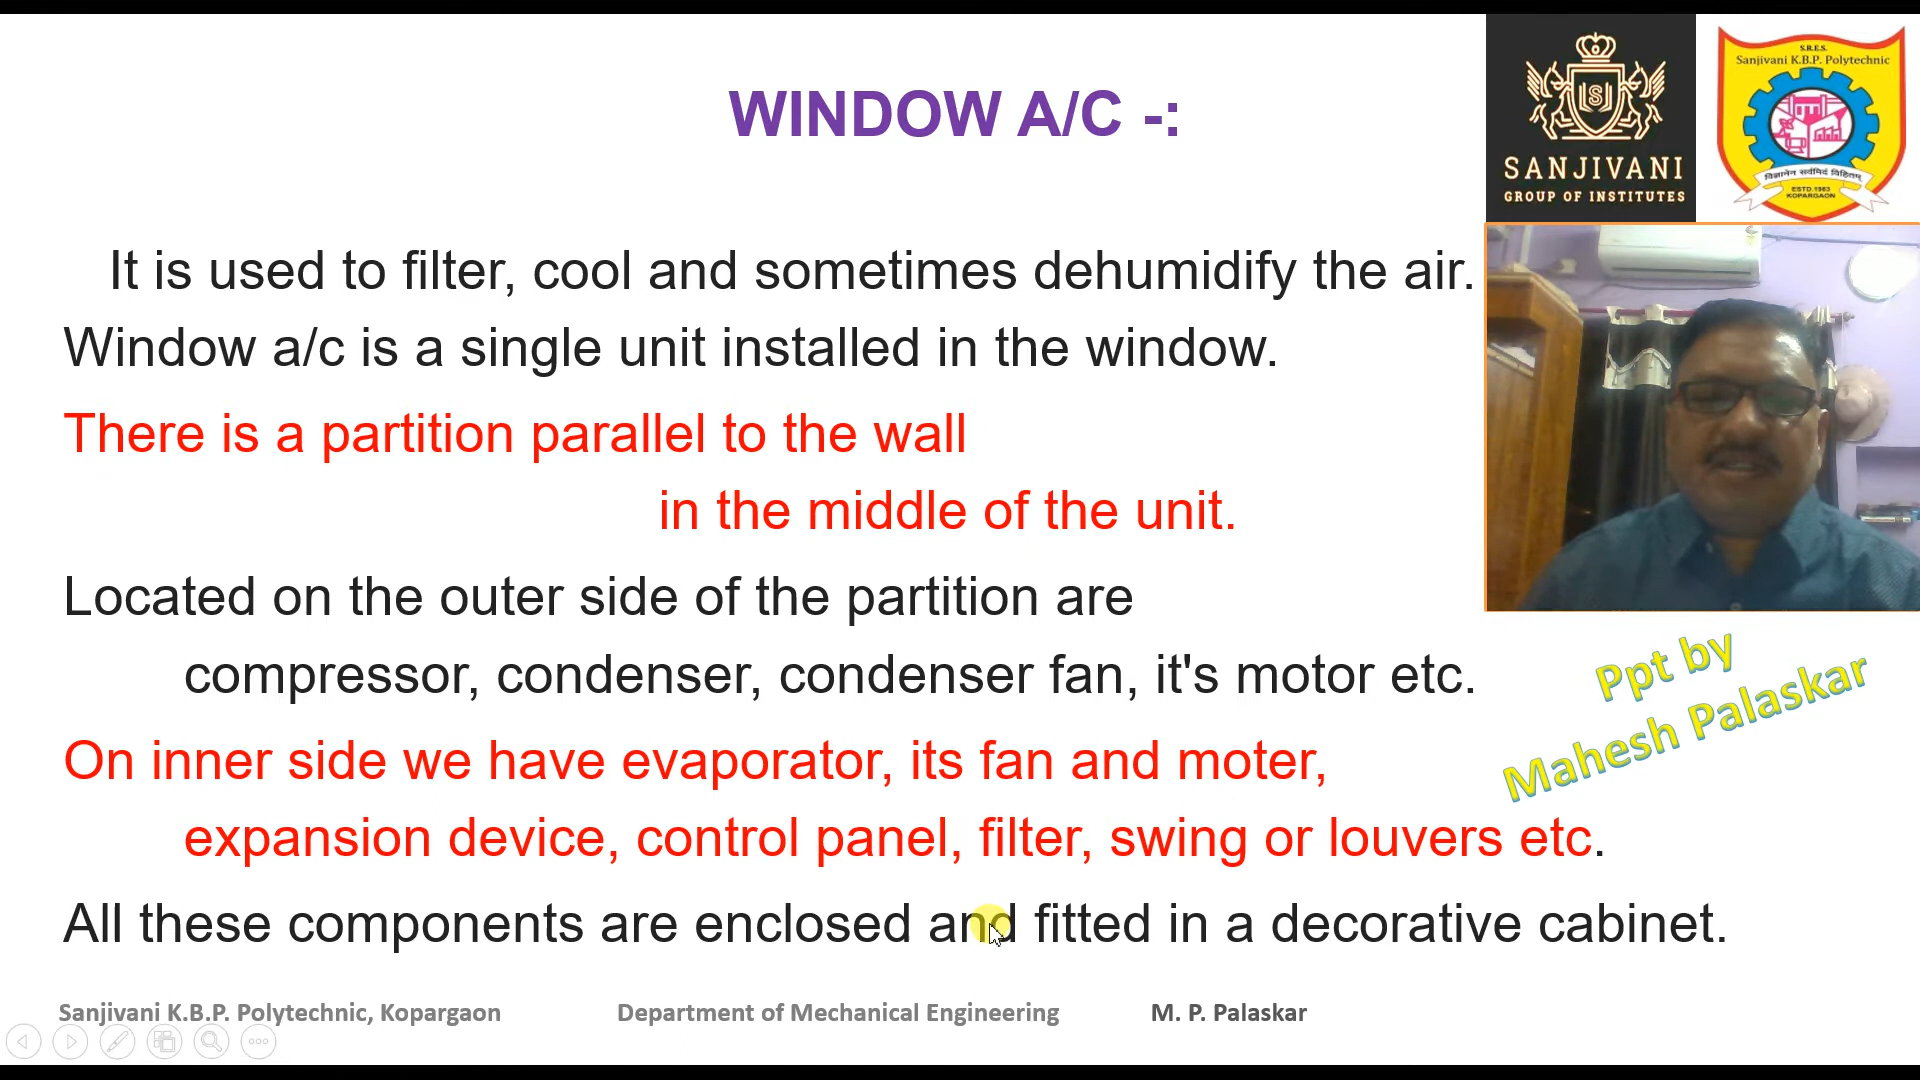 WINDOW A/C -:
SANJIVANI
GROUP OF INSTITUTES
S.R.E.S.
Sanjivani K.B.P. Polytechnic
ESTD.1983
KOPARGAON
It is used to filter, cool and sometimes dehumidify the air.
Window a/c is a single unit installed in the window.
There is a partition parallel to the wall
in the middle of the unit.
Located on the outer side of the partition are
compressor, condenser, condenser fan, it's motor etc.
On inner side we have evaporator, its fan and moter,
expansion device, control panel, filter, swing or louvers etc.
All these components are enclosed and fitted in a decorative cabinet.
Ppt by
Mahesh Palaskar
Sanjivani K.B.P. Polytechnic, Kopargaon Department of Mechanical Engineering M. P. Palaskar